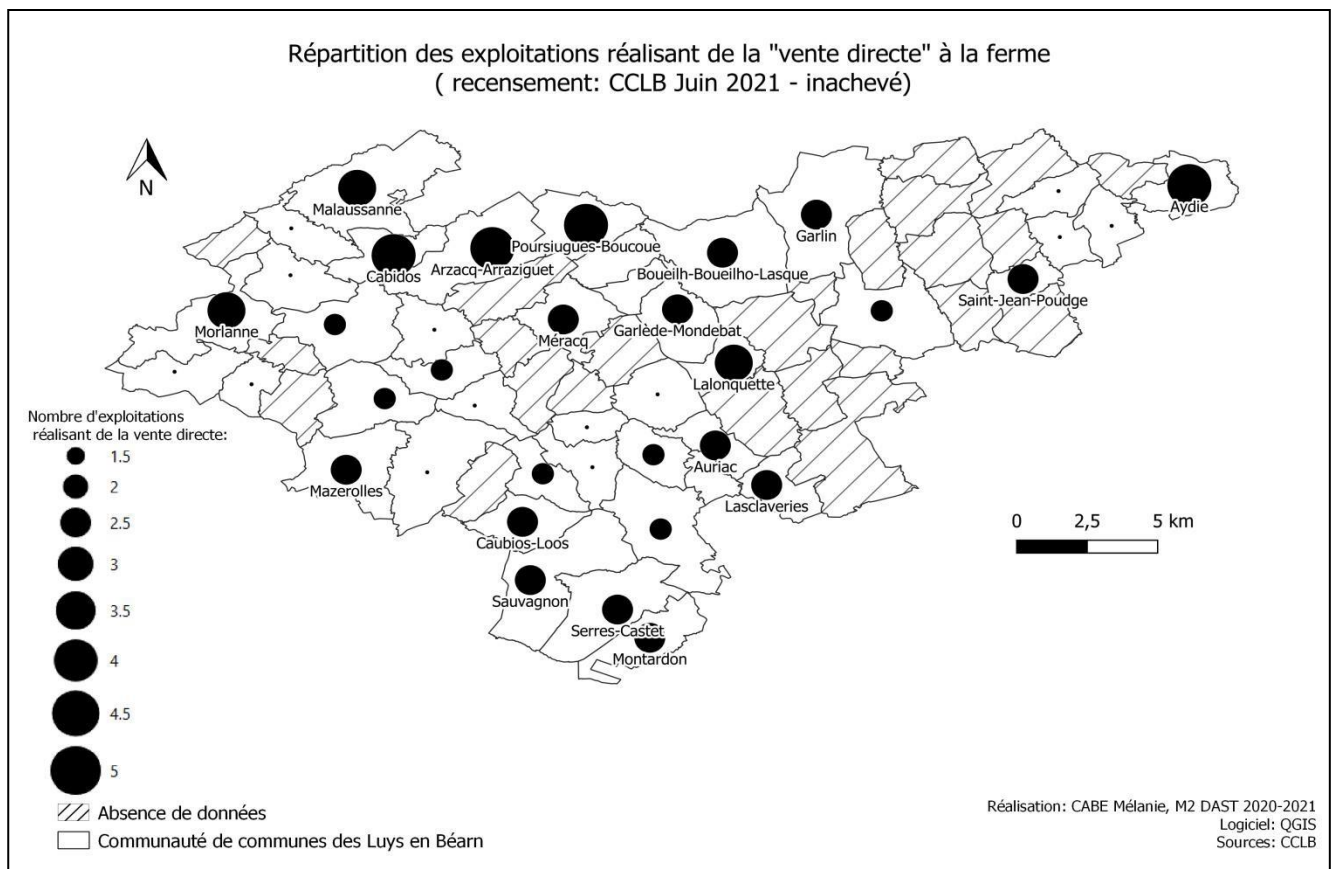 Répartition des exploitations réalisant de la "vente directe" à la ferme
( recensement: CCLB Juin 2021 - inachevé)
N
Malaussanne
Garlin
Aydie
Poursiugues-Boucoue
Cabidos
Arzacq-Arraziguet
Boueilh-Boueilho-Lasque
Saint-Jean-Poudge
Morlanne
Méracq
Garlède-Mondebat
Lalonquette
Auriac
Mazerolles
Lasclaveries
Caubios-Loos
Sauvagnon
Serres-Castet
Montardon
Nombre d'exploitations
réalisant de la vente directe:
1.5
2
2.5
3
3.5
4
4.5
5
Absence de données
Communauté de communes des Luys en Béarn
0 2,5 5 km
Réalisation: CABE Mélanie, M2 DAST 2020-2021
Logiciel: QGIS
Sources: CCLB